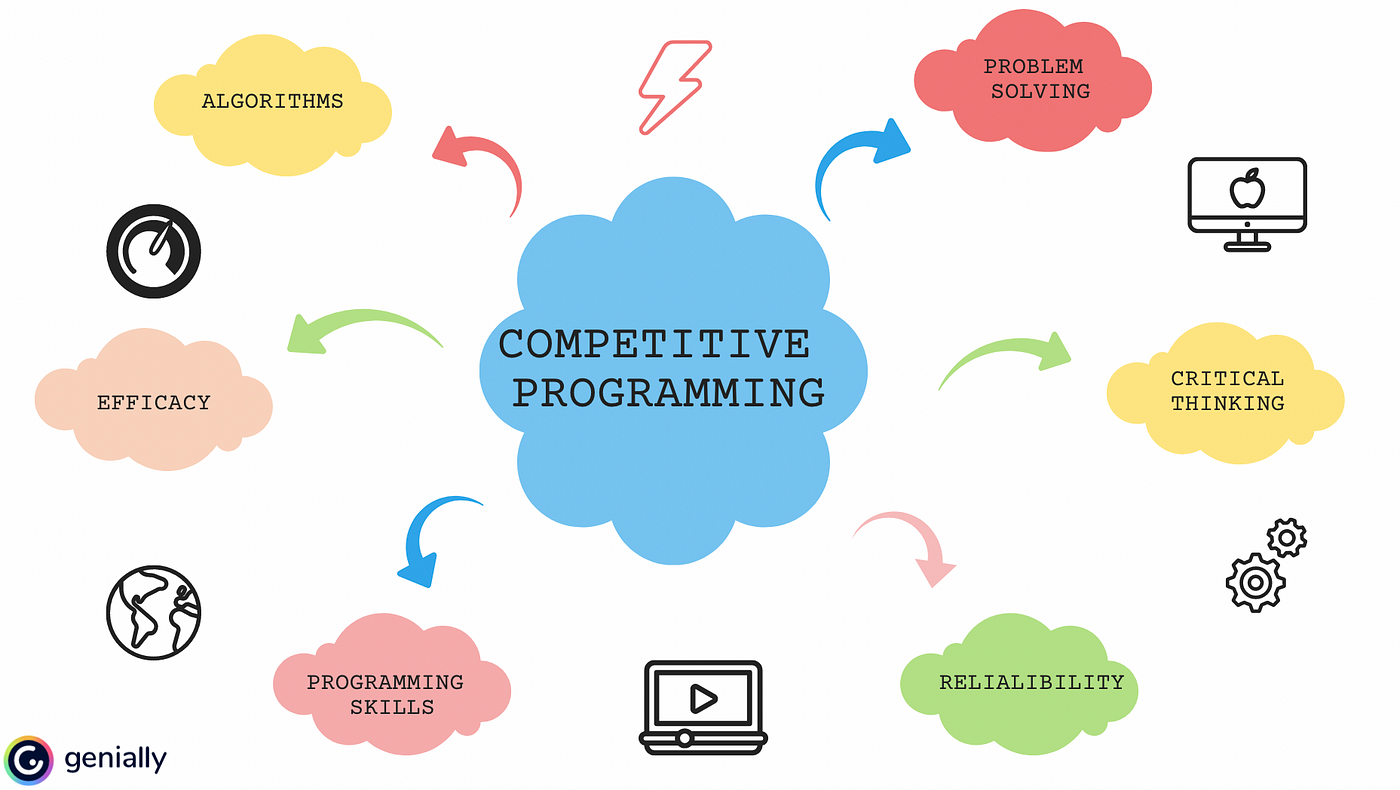 ALGORITHMS
PROBLEM
SOLVING
COMPETITIVE
PROGRAMMING
EFFICACY
CRITICAL
THINKING
PROGRAMMING
SKILLS
RELIALIBILITY
genially